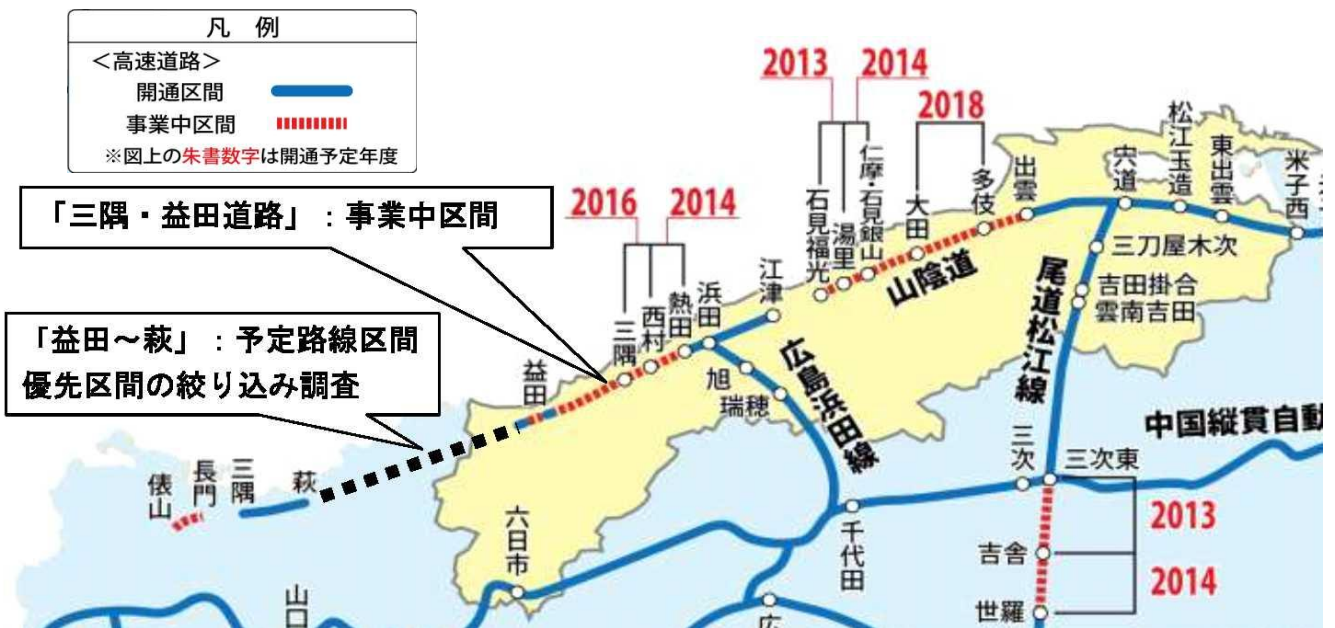 凡 例
＜高速道路＞
開通区間
事業中区間
※図上の朱書数字は開通予定年度
「三隅・益田道路」：事業中区間
「益田～萩」：予定路線区間
優先区間の絞り込み調査
2013
2014
2018
2016
2014
石見福光
湯里
仁摩・石見銀山
大田
多伎
出雲
宍道
松江玉造
東出雲
米子西
三刀屋木次
吉田掛合
雲南吉田
山陰道
尾道松江線
江津
浜田
熱田
西村
三隅
益田
旭
瑞穂
広島浜田線
中国縦貫自動
三次
三次東
俵山
長門
三隅
萩
六日市
千代田
2013
吉舎
2014
世羅
山口
広